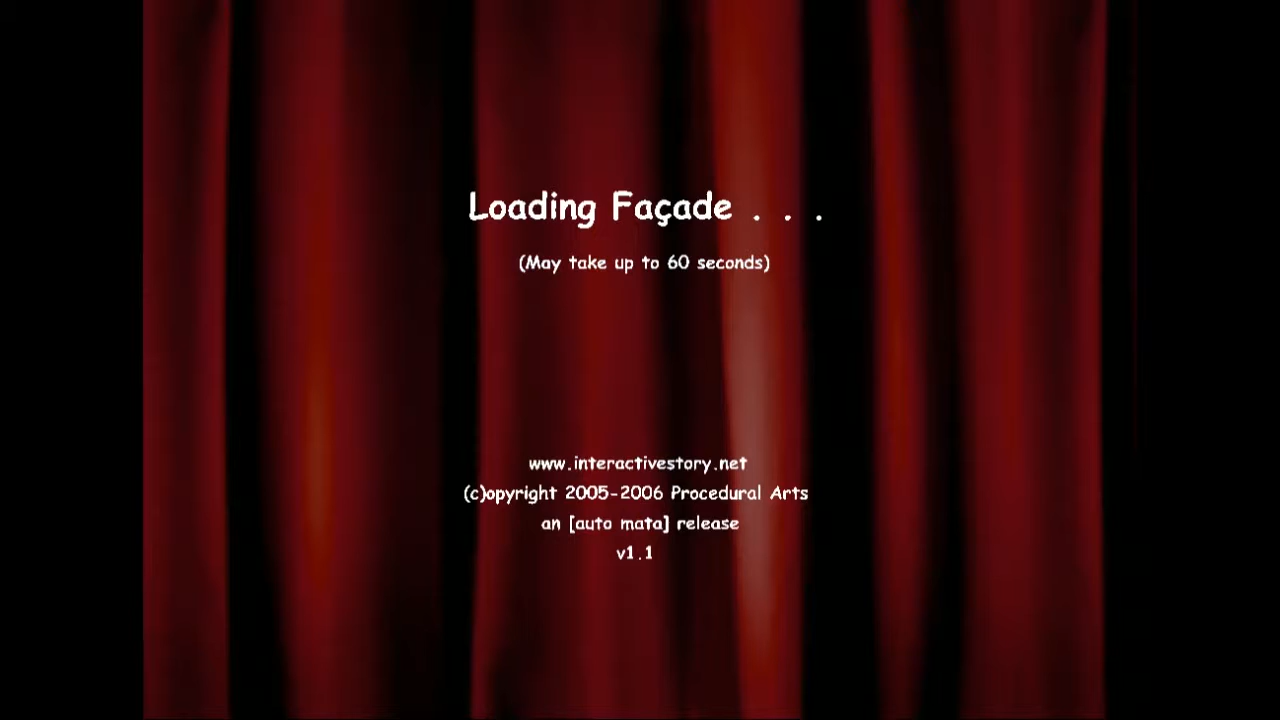 Loading Façade . . .
(May take up to 60 seconds)
www.interactivestory.net
(c)opyright 2005-2006 Procedural Arts
an [auto mata] release
v1.1